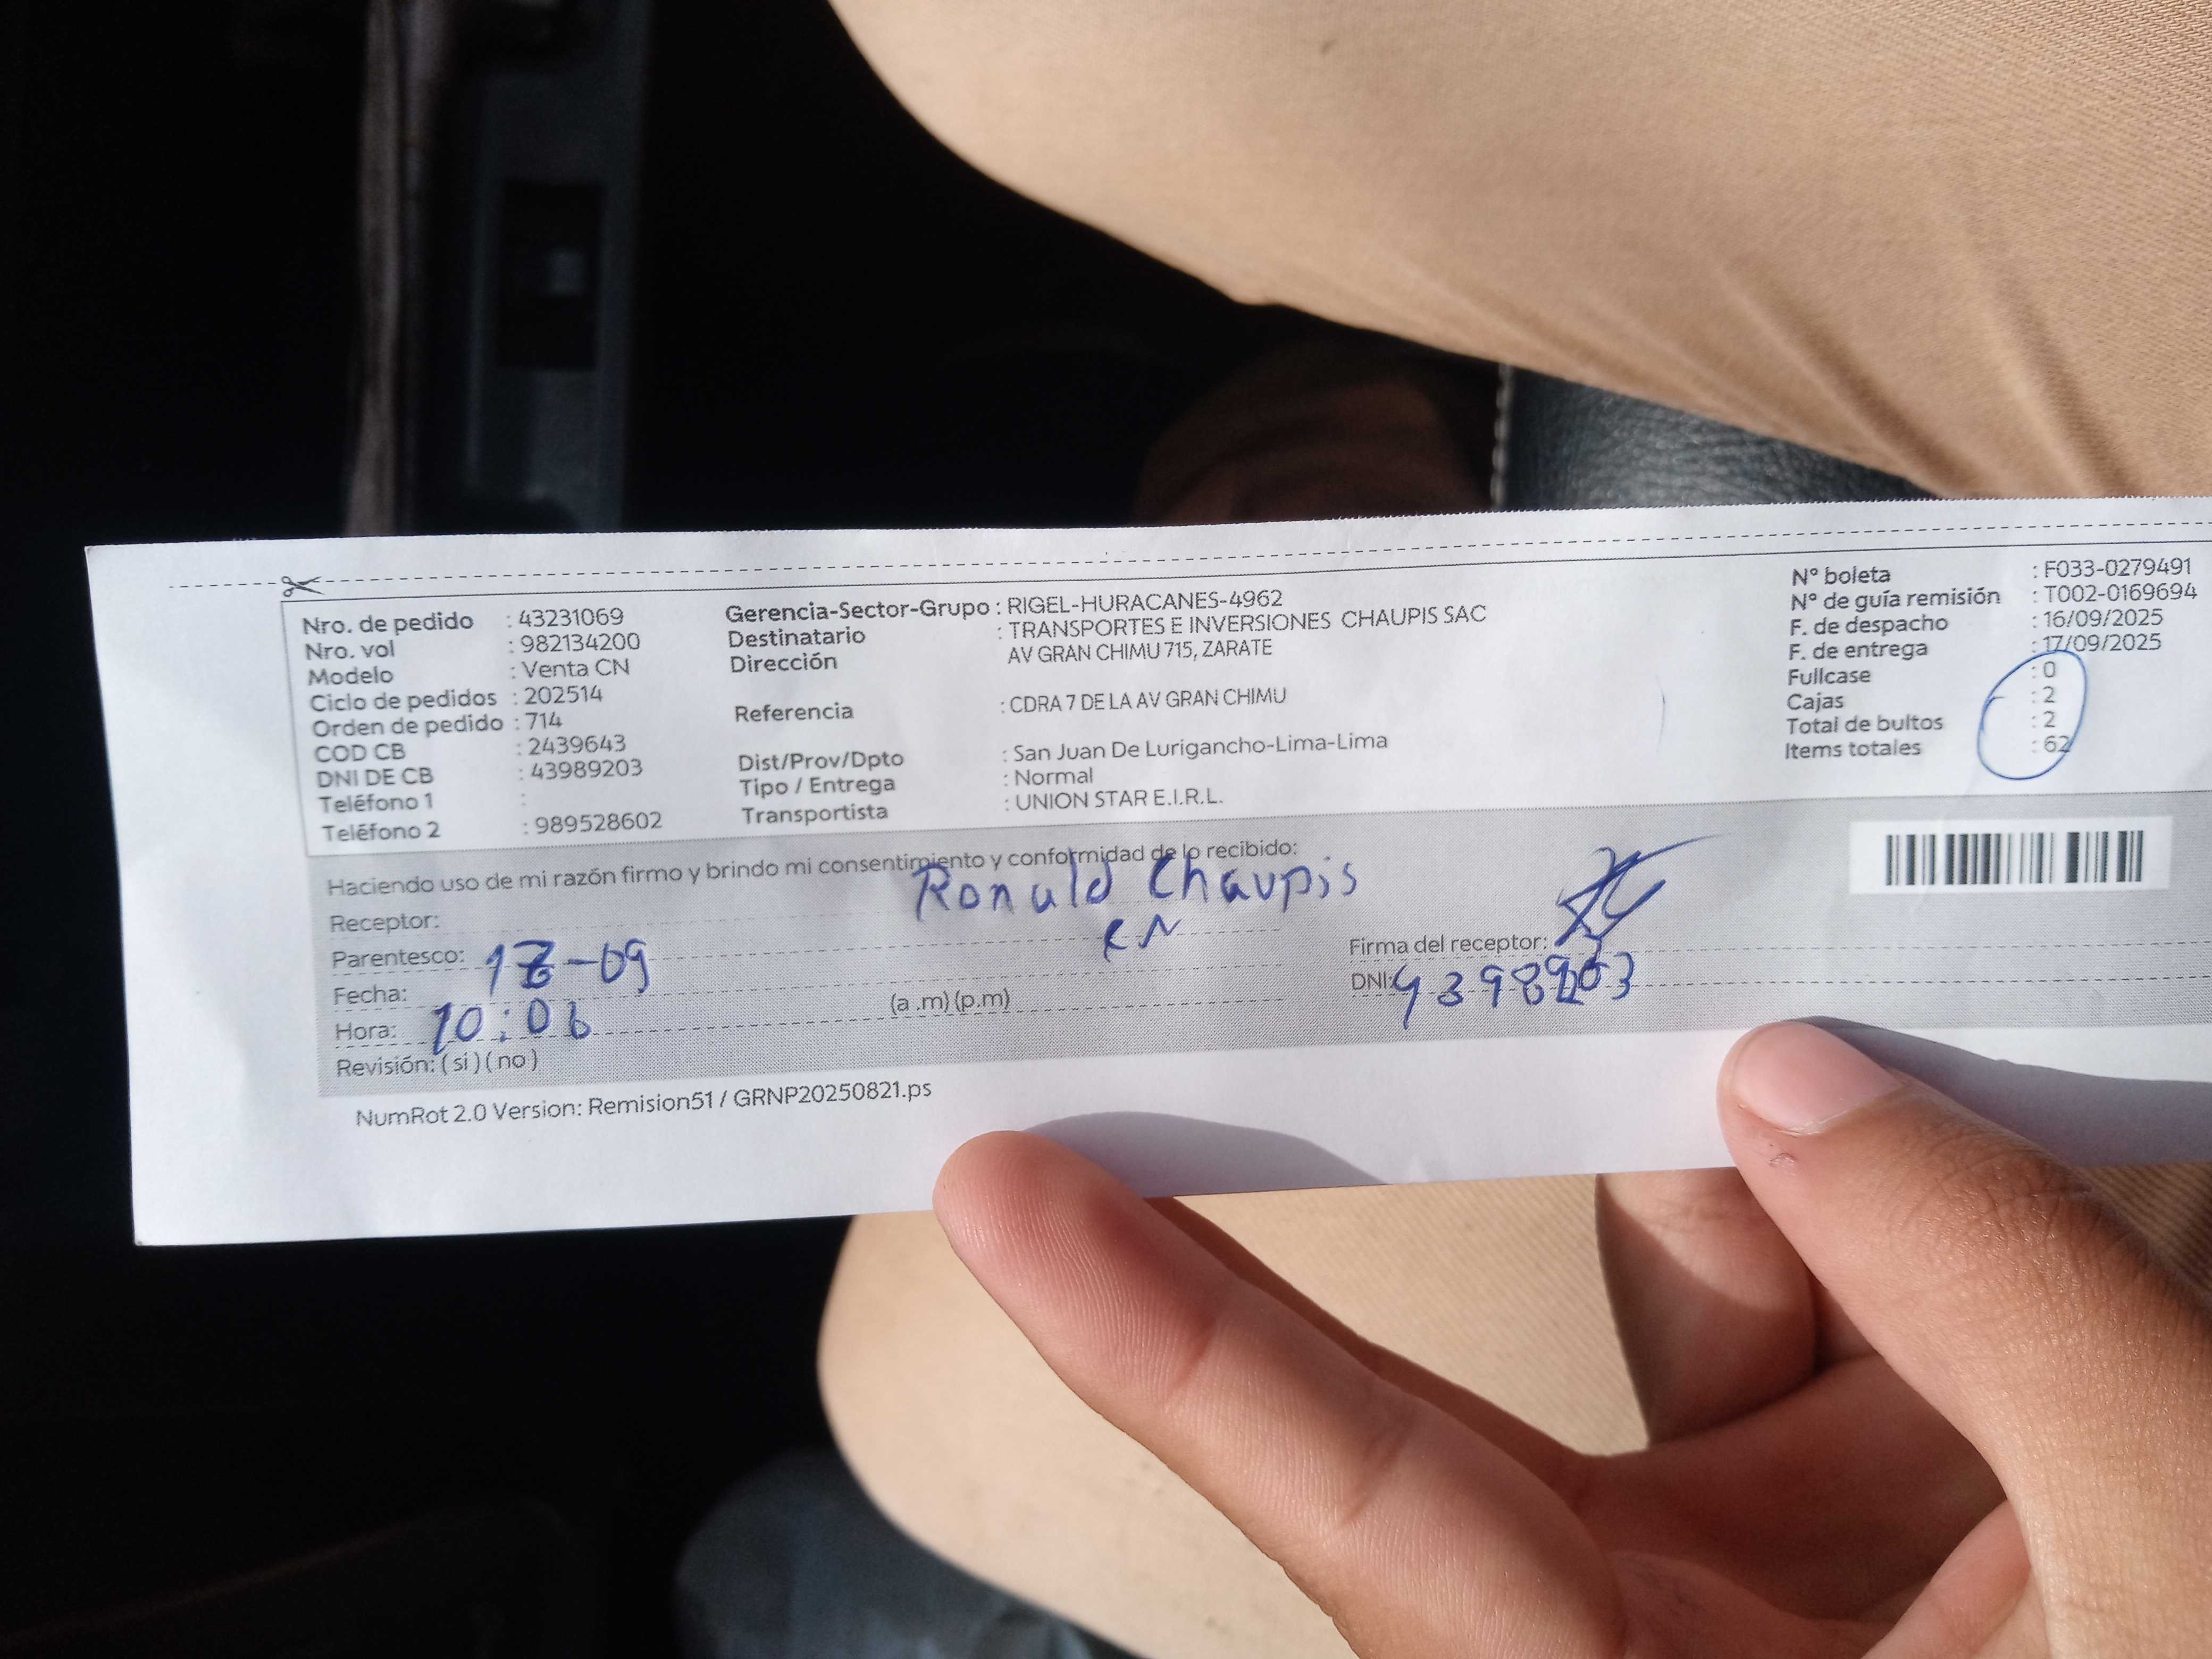 Nro. de pedido : 43231069
Nro. vol : 982134200
Modelo : Venta CN
Ciclo de pedidos : 202514
Orden de pedido : 714
COD CB : 2439643
DNI DE CB : 43989203
Teléfono 1 :
Teléfono 2 : 989528602
Gerencia-Sector-Grupo : RIGEL-HURACANES-4962
Destinatario : TRANSPORTES E INVERSIONES CHAUPIS SAC
Dirección AV GRAN CHIMU 715, ZARATE
Referencia : CDRA 7 DE LA AV GRAN CHIMU
Dist/Prov/Dpto : San Juan De Lurigancho-Lima-Lima
Tipo / Entrega : Normal
Transportista : UNION STAR E.I.R.L.
N° boleta : F033-0279491
N° de guía remisión : T002-0169694
F. de despacho : 16/09/2025
F. de entrega : 17/09/2025
Fullcase : 0
Cajas : 2
Total de bultos : 2
Items totales : 62
Haciendo uso de mi razón firmo y brindo mi consentimiento y conformidad de lo recibido:
Receptor: Ronald Chaupis
Parentesco:
Fecha:
Hora: 10:06 (a .m) (p.m)
Revisión: ( si ) ( no )
Firma del receptor:
DNI:
NumRot 2.0 Version: Remision51 / GRNP20250821.ps